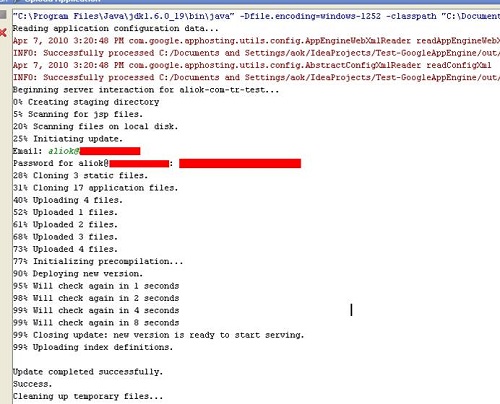 Upload Application
"C:\Program Files\Java\jdk1.6.0_19\bin\java" -Dfile.encoding=windows-1252 -classpath "C:\Document
Reading application configuration data...
Apr 7, 2010 3:20:48 PM com.google.apphosting.utils.config.AppEngineWebXmlReader readAppEngineWebX
INFO: Successfully processed C:/Documents and Settings/aok/IdeaProjects/Test-GoogleAppEngine/out/
Apr 7, 2010 3:20:48 PM com.google.apphosting.utils.config.AbstractConfigXmlReader readConfigXml
INFO: Successfully processed C:/Documents and Settings/aok/IdeaProjects/Test-GoogleAppEngine/out/
Beginning server interaction for aliok-com-tr-test...
0% Creating staging directory
5% Scanning for jsp files.
20% Scanning files on local disk.
25% Initiating update.
Email: aliok@
Password for aliok@ :
28% Cloning 3 static files.
31% Cloning 17 application files.
40% Uploading 4 files.
52% Uploaded 1 files.
61% Uploaded 2 files.
68% Uploaded 3 files.
73% Uploaded 4 files.
77% Initializing precompilation...
90% Deploying new version.
95% Will check again in 1 seconds
98% Will check again in 2 seconds
99% Will check again in 4 seconds
99% Will check again in 8 seconds
99% Closing update: new version is ready to start serving.
99% Uploading index definitions.
Update completed successfully.
Success.
Cleaning up temporary files...